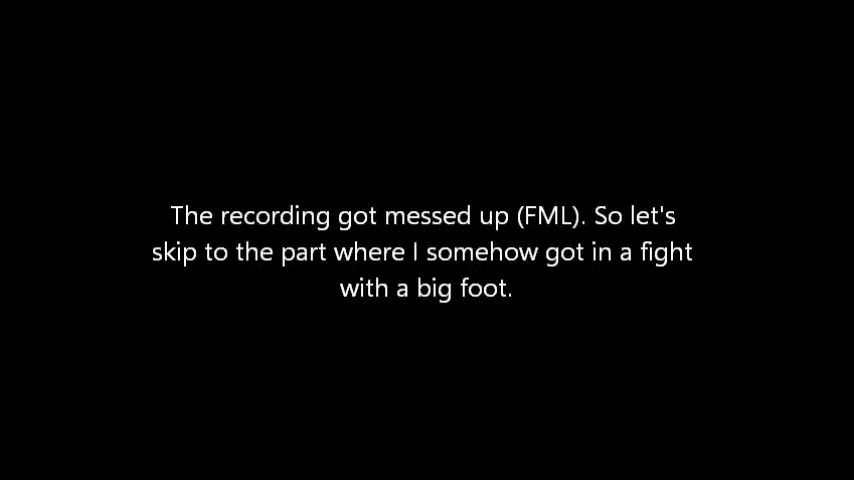 The recording got messed up (FML). So let's
skip to the part where I somehow got in a fight
with a big foot.